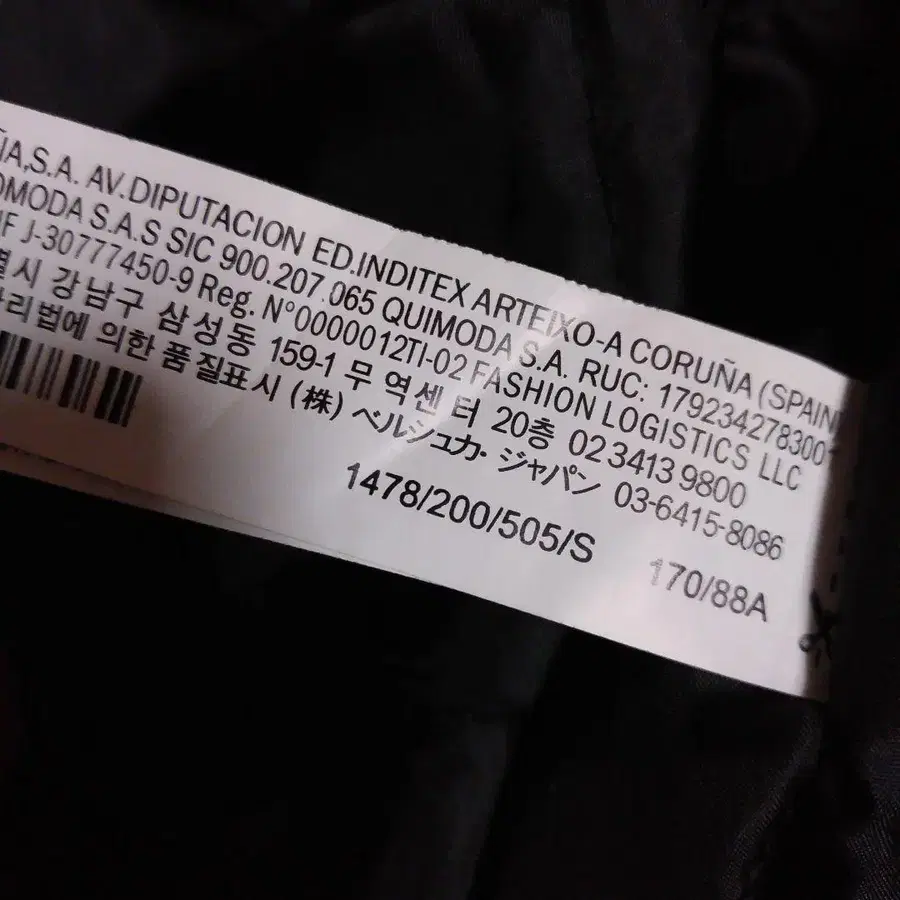 ÑA,S.A. AV.DIPUTACION ED.INDITEX ARTEIXO-A CORUÑA (SPAIN)
OMODA S.A.S SIC 900.207.065 QUIMODA S.A. RUC: 1792342783001
IF J-30777450-9 Reg. N°0000012TI-02 FASHION LOGISTICS LLC
별시 강남구 삼성동 159-1 무역센터 20층 02 3413 9800
리법에 의한 품질표시 (株) ベルシュカ・ジャパン 03-6415-8086
1478/200/505/S 170/88A